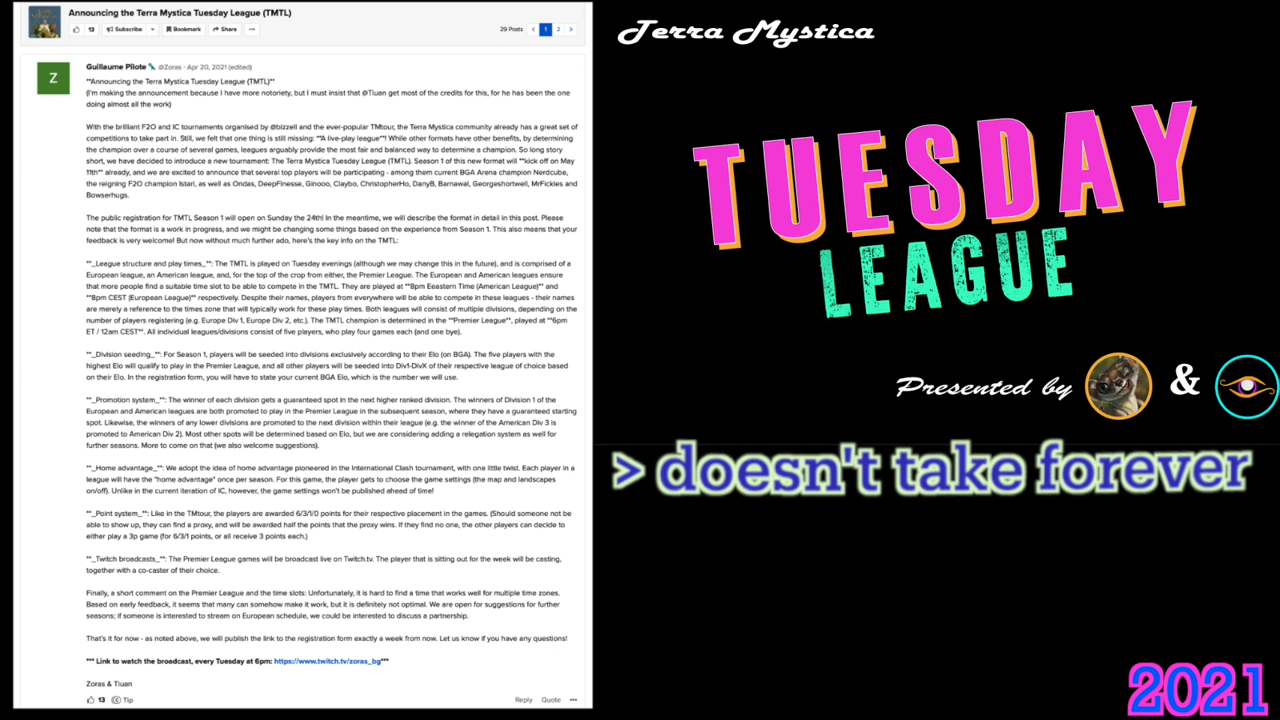 Announcing the Terra Mystica Tuesday League (TMTL)
13 Subscribe Bookmark Share ··· 29 Posts 1 2
Z
Guillaume Pilote @Zoras · Apr 20, 2021 (edited)
**Announcing the Terra Mystica Tuesday League (TMTL)**
(I'm making the announcement because I have more notoriety, but I must insist that @Tiuan get most of the credits for this, for he has been the one
doing almost all the work)
With the brilliant F2O and IC tournaments organised by @bizzell and the ever-popular TMtour, the Terra Mystica community already has a great set of
competitions to take part in. Still, we felt that one thing is still missing: **A live-play league**! While other formats have other benefits, by determining
the champion over a course of several games, leagues arguably provide the most fair and balanced way to determine a champion. So long story
short, we have decided to introduce a new tournament: The Terra Mystica Tuesday League (TMTL). Season 1 of this new format will **kick off on May
11th** already, and we are excited to announce that several top players will be participating - among them current BGA Arena champion Nerdcube,
the reigning F2O champion Istari, as well as Ondas, DeepFinesse, Ginooo, Claybo, ChristopherHo, DanyB, Barnawal, Georgeshortwell, MrFickles and
Bowserhugs.
The public registration for TMTL Season 1 will open on Sunday the 24th! In the meantime, we will describe the format in detail in this post. Please
note that the format is a work in progress, and we might be changing some things based on the experience from Season 1. This also means that your
feedback is very welcome! But now without much further ado, here's the key info on the TMTL:
**_League structure and play times_**: The TMTL is played on Tuesday evenings (although we may change this in the future), and is comprised of a
European league, an American league, and, for the top of the crop from either, the Premier League. The European and American leagues ensure
that more people find a suitable time slot to be able to compete in the TMTL. They are played at **8pm Eeastern Time (American League)** and
**8pm CEST (European League)** respectively. Despite their names, players from everywhere will be able to compete in these leagues - their names
are merely a reference to the times zone that will typically work for these play times. Both leagues will consist of multiple divisions, depending on the
number of players registering (e.g. Europe Div 1, Europe Div 2, etc.). The TMTL champion is determined in the **Premier League**, played at **6pm
ET / 12am CEST**. All individual leagues/divisions consist of five players, who play four games each (and one bye).
**_Division seeding_**: For Season 1, players will be seeded into divisions exclusively according to their Elo (on BGA). The five players with the
highest Elo will qualify to play in the Premier League, and all other players will be seeded into Div1-DivX of their respective league of choice based
on their Elo. In the registration form, you will have to state your current BGA Elo, which is the number we will use.
**_Promotion system_**: The winner of each division gets a guaranteed spot in the next higher ranked division. The winners of Division 1 of the
European and American leagues are both promoted to play in the Premier League in the subsequent season, where they have a guaranteed starting
spot. Likewise, the winners of any lower divisions are promoted to the next division within their league (e.g. the winner of the American Div 3 is
promoted to American Div 2). Most other spots will be determined based on Elo, but we are considering adding a relegation system as well for
further seasons. More to come on that (we also welcome suggestions).
**_Home advantage_**: We adopt the idea of home advantage pioneered in the International Clash tournament, with one little twist. Each player in a
league will have the "home advantage" once per season. For this game, the player gets to choose the game settings (the map and landscapes
on/off). Unlike in the current iteration of IC, however, the game settings won't be published ahead of time!
**_Point system_**: Like in the TMtour, the players are awarded 6/3/1/0 points for their respective placement in the games. (Should someone not be
able to show up, they can find a proxy, and will be awarded half the points that the proxy wins. If they find no one, the other players can decide to
either play a 3p game (for 6/3/1 points, or all receive 3 points each.)
**_Twitch broadcasts_**: The Premier League games will be broadcast live on Twitch.tv. The player that is sitting out for the week will be casting,
together with a co-caster of their choice.
Finally, a short comment on the Premier League and the time slots: Unfortunately, it is hard to find a time that works well for multiple time zones.
Based on early feedback, it seems that many can somehow make it work, but it is definitely not optimal. We are open for suggestions for further
seasons; if someone is interested to stream on European schedule, we could be interested to discuss a partnership.
That's it for now - as noted above, we will publish the link to the registration form exactly a week from now. Let us know if you have any questions!
*** Link to watch the broadcast, every Tuesday at 6pm: https://www.twitch.tv/zoras_bg***
Zoras & Tiuan
13 Tip Reply Quote ···
Terra Mystica
TUESDAY
LEAGUE
Presented by &
> doesn't take forever
2021